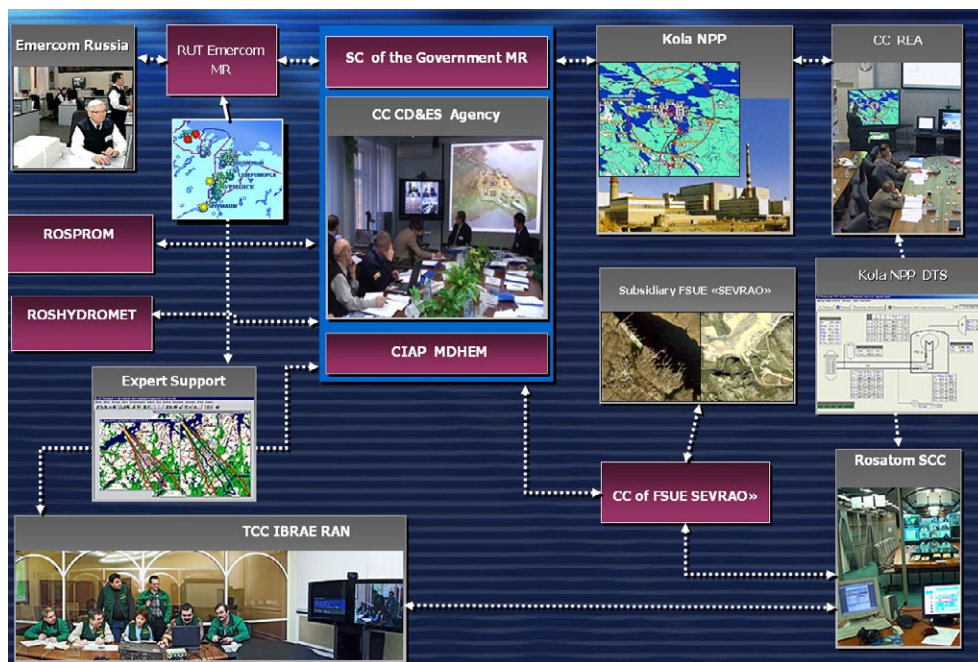 Emercom Russia
RUT Emercom
MR
SC of the Government MR
Kola NPP
CC REA
CC CD&ES Agency
СЕВЕРОМОРСК
ROSPROM
ROSHYDROMET
Kola NPP DTS
Subsidiary FSUE «SEVRAO»
CIAP MDHEM
Expert Support
Rosatom SCC
CC of FSUE SEVRAO»
TCC IBRAE RAN